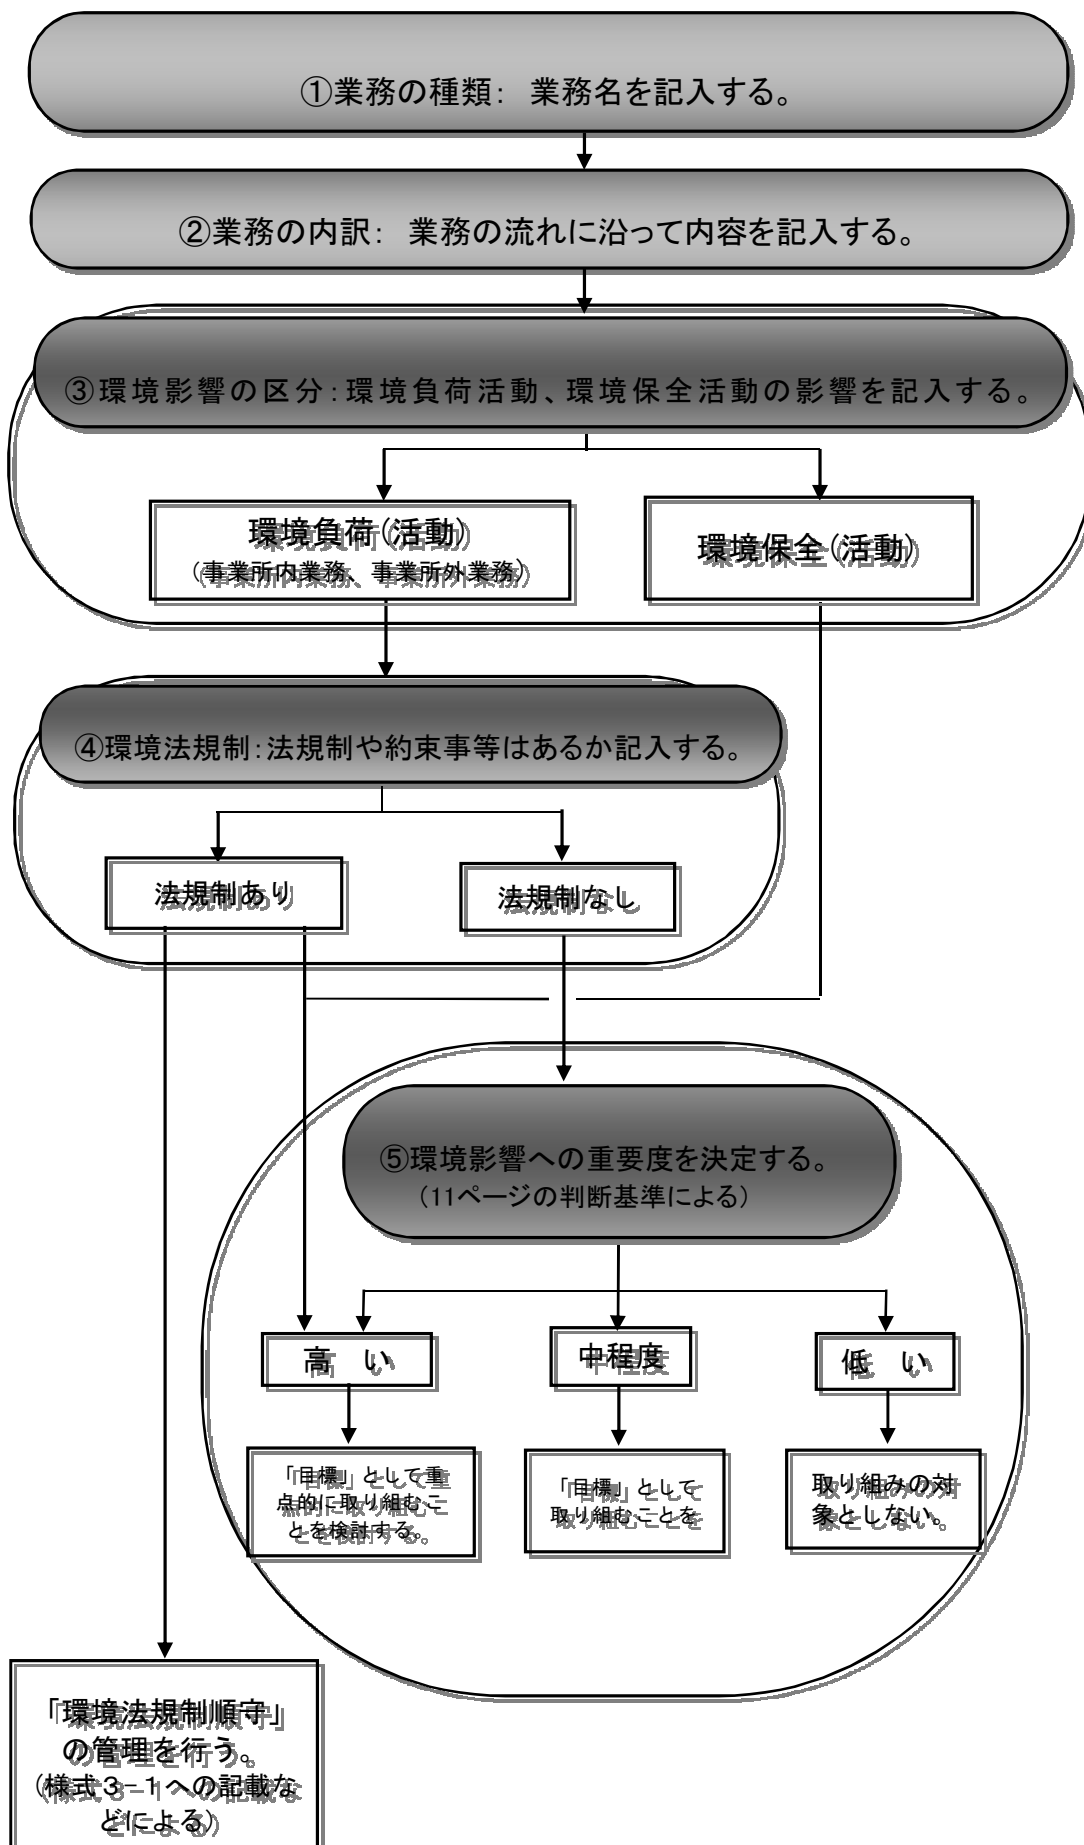 ①業務の種類： 業務名を記入する。
②業務の内訳： 業務の流れに沿って内容を記入する。
③環境影響の区分：環境負荷活動、環境保全活動の影響を記入する。
環境負荷(活動)
（事業所内業務、事業所外業務）
環境保全(活動)
④環境法規制：法規制や約束事等はあるか記入する。
法規制あり
法規制なし
⑤環境影響への重要度を決定する。
（11ページの判断基準による）
高　い
中程度
低　い
「目標」として重
点的に取り組むこ
とを検討する。
「目標」として
取り組むことを
取り組みの対
象としない。
「環境法規制順守」
の管理を行う。
（様式３－１への記載な
どによる）